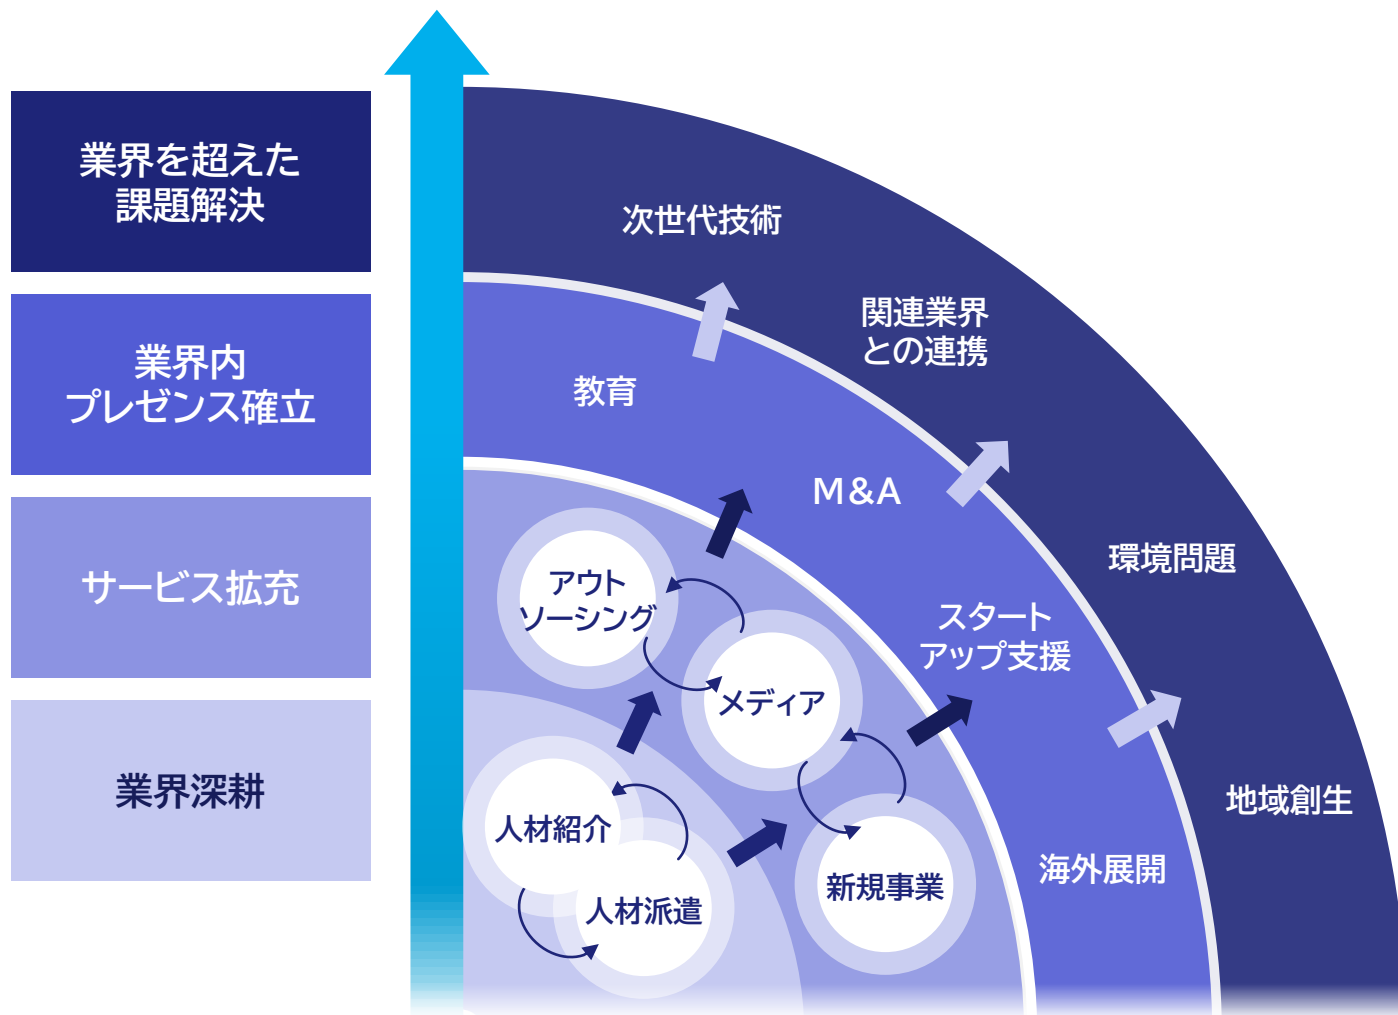 業界を超えた
課題解決
業界内
プレゼンス確立
サービス拡充
業界深耕
次世代技術
関連業界
との連携
環境問題
地域創生
教育
M&A
スタート
アップ支援
海外展開
アウト
ソーシング
メディア
新規事業
人材紹介
人材派遣